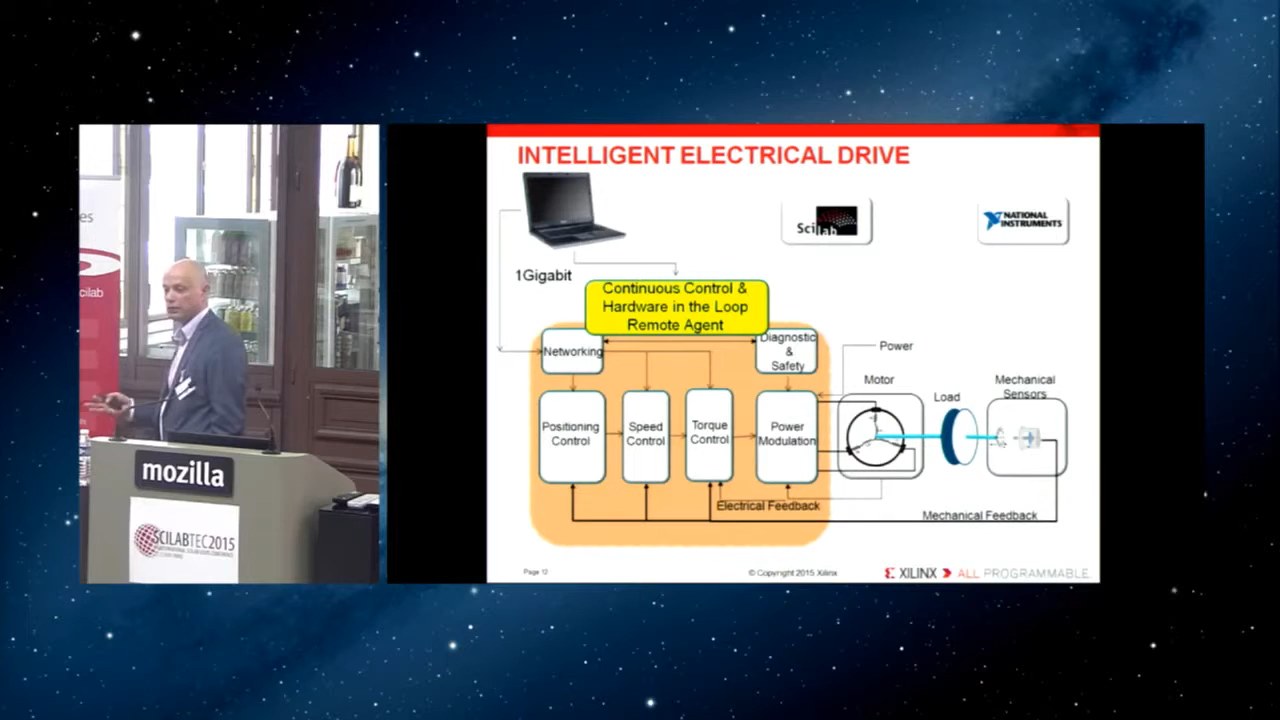 es
cilab
mozilla
SCILABTEC2015
INTELLIGENT ELECTRICAL DRIVE
Scilab
NATIONAL
INSTRUMENTS
1Gigabit
Continuous Control &
Hardware in the Loop
Remote Agent
Networking
Diagnostic
&
Safety
Power
Motor
Load
Mechanical
Sensors
Positioning
Control
Speed
Control
Torque
Control
Power
Modulation
Electrical Feedback
Mechanical Feedback
Page 12
© Copyright 2015 Xilinx
XILINX ALL PROGRAMMABLE